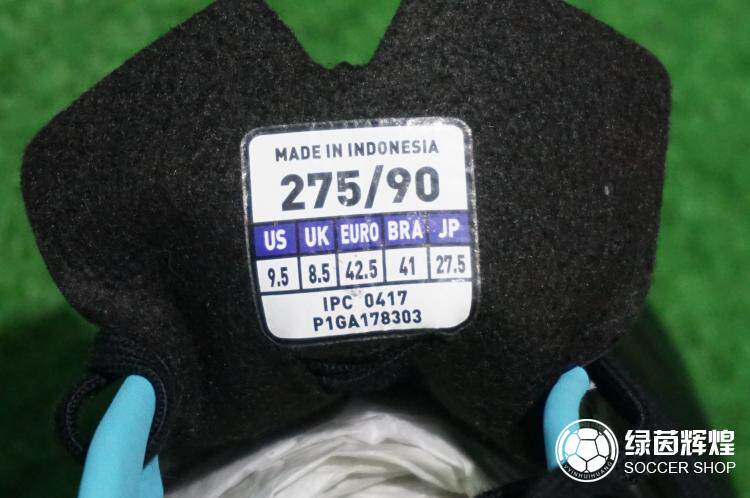 MADE IN INDONESIA
275/90
US UK EURO BRA JP
9.5 8.5 42.5 41 27.5
IPC 0417
P1GA178303
绿茵辉煌
SOCCER SHOP